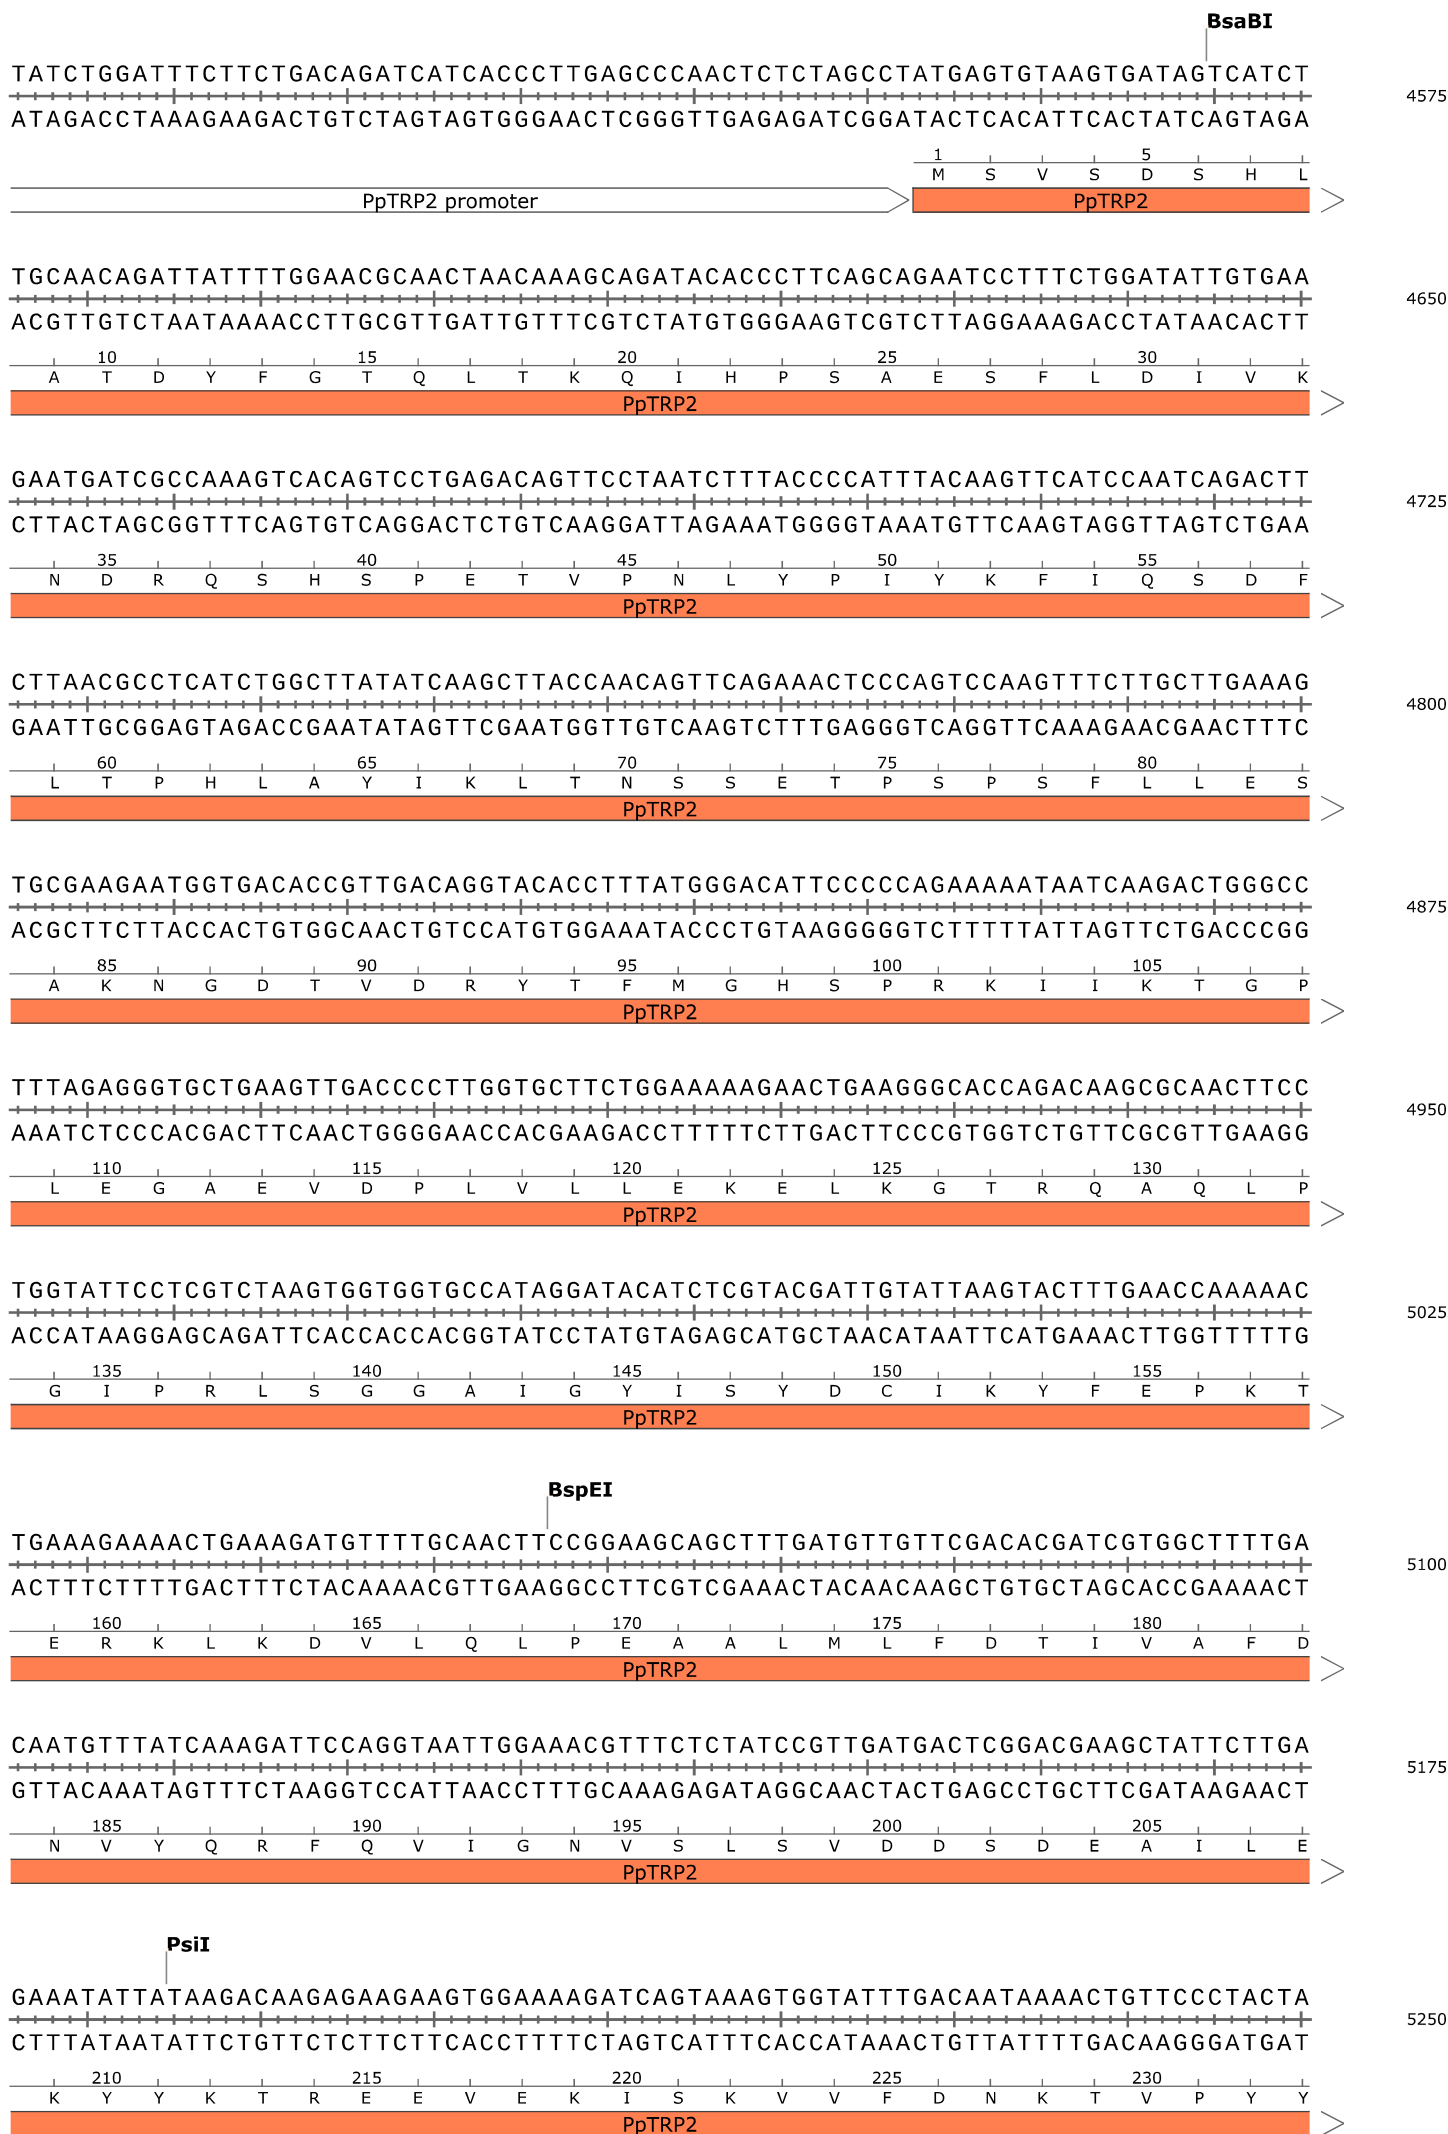 BsaBI
TATCTGGATTTCTTCTGACAGATCATCACCCTTGAGCCCAACTCTCTAGCCTATGAGTGTAAGTGATAGTCATCT
4575
ATAGACCTAAAGAAGACTGTCTAGTAGTGGGAACTCGGGTTGAGAGATCGGATACTCACATTCACTATCAGTAGA
1 5
M S V S D S H L
PpTRP2 promoter PpTRP2
TGCAACAGATTATTTTGGAACGCAACTAACAAAGCAGATACACCCTTCAGCAGAATCCTTTCTGGATATTGTGAA
4650
ACGTTGTCTAATAAAACCTTGCGTTGATTGTTTCGTCTATGTGGGAAGTCGTCTTAGGAAAGACCTATAACACTT
10 15 20 25 30
A T D Y F G T Q L T K Q I H P S A E S F L D I V K
PpTRP2
GAATGATCGCCAAAGTCACAGTCCTGAGACAGTTCCTAATCTTTACCCCATTTACAAGTTCATCCAATCAGACTT
4725
CTTACTAGCGGTTTCAGTGTCAGGACTCTGTCAAGGATTAGAAATGGGGTAAATGTTCAAGTAGGTTAGTCTGAA
35 40 45 50 55
N D R Q S H S P E T V P N L Y P I Y K F I Q S D F
PpTRP2
CTTAACGCCTCATCTGGCTTATATCAAGCTTACCAACAGTTCAGAAACTCCCAGTCCAAGTTTCTTGCTTGAAAG
4800
GAATTGCGGAGTAGACCGAATATAGTTCGAATGGTTGTCAAGTCTTTGAGGGTCAGGTTCAAAGAACGAACTTTC
60 65 70 75 80
L T P H L A Y I K L T N S S E T P S P S F L L E S
PpTRP2
TGCGAAGAATGGTGACACCGTTGACAGGTACACCTTTATGGGACATTCCCCCAGAAAAATAATCAAGACTGGGCC
4875
ACGCTTCTTACCACTGTGGCAACTGTCCATGTGGAAATACCCTGTAAGGGGGTCTTTTTATTAGTTCTGACCCGG
85 90 95 100 105
A K N G D T V D R Y T F M G H S P R K I I K T G P
PpTRP2
TTTAGAGGGTGCTGAAGTTGACCCCTTGGTGCTTCTGGAAAAAGAACTGAAGGGCACCAGACAAGCGCAACTTCC
4950
AAATCTCCCACGACTTCAACTGGGGAACCACGAAGACCTTTTTCTTGACTTCCCGTGGTCTGTTCGCGTTGAAGG
110 115 120 125 130
L E G A E V D P L V L L E K E L K G T R Q A Q L P
PpTRP2
TGGTATTCCTCGTCTAAGTGGTGGTGCCATAGGATACATCTCGTACGATTGTATTAAGTACTTTGAACCAAAAAC
5025
ACCATAAGGAGCAGATTCACCACCACGGTATCCTATGTAGAGCATGCTAACATAATTCATGAAACTTGGTTTTTG
135 140 145 150 155
G I P R L S G G A I G Y I S Y D C I K Y F E P K T
PpTRP2
BspEI
TGAAAGAAAACTGAAAGATGTTTTGCAACTTCCGGAAGCAGCTTTGATGTTGTTCGACACGATCGTGGCTTTTGA
5100
ACTTTCTTTTGACTTTCTACAAAACGTTGAAGGCCTTCGTCGAAACTACAACAAGCTGTGCTAGCACCGAAAACT
160 165 170 175 180
E R K L K D V L Q L P E A A L M L F D T I V A F D
PpTRP2
CAATGTTTATCAAAGATTCCAGGTAATTGGAAACGTTTCTCTATCCGTTGATGACTCGGACGAAGCTATTCTTGA
5175
GTTACAAATAGTTTCTAAGGTCCATTAACCTTTGCAAAGAGATAGGCAACTACTGAGCCTGCTTCGATAAGAACT
185 190 195 200 205
N V Y Q R F Q V I G N V S L S V D D S D E A I L E
PpTRP2
PsiI
GAAATATTATAAGACAAGAGAAGAAGTGGAAAAGATCAGTAAAGTGGTATTTGACAATAAAACTGTTCCCTACTA
5250
CTTTATAATATTCTGTTCTCTTCTTCACCTTTTCTAGTCATTTCACCATAAACTGTTATTTTGACAAGGGATGAT
210 215 220 225 230
K Y Y K T R E E V E K I S K V V F D N K T V P Y Y
PpTRP2